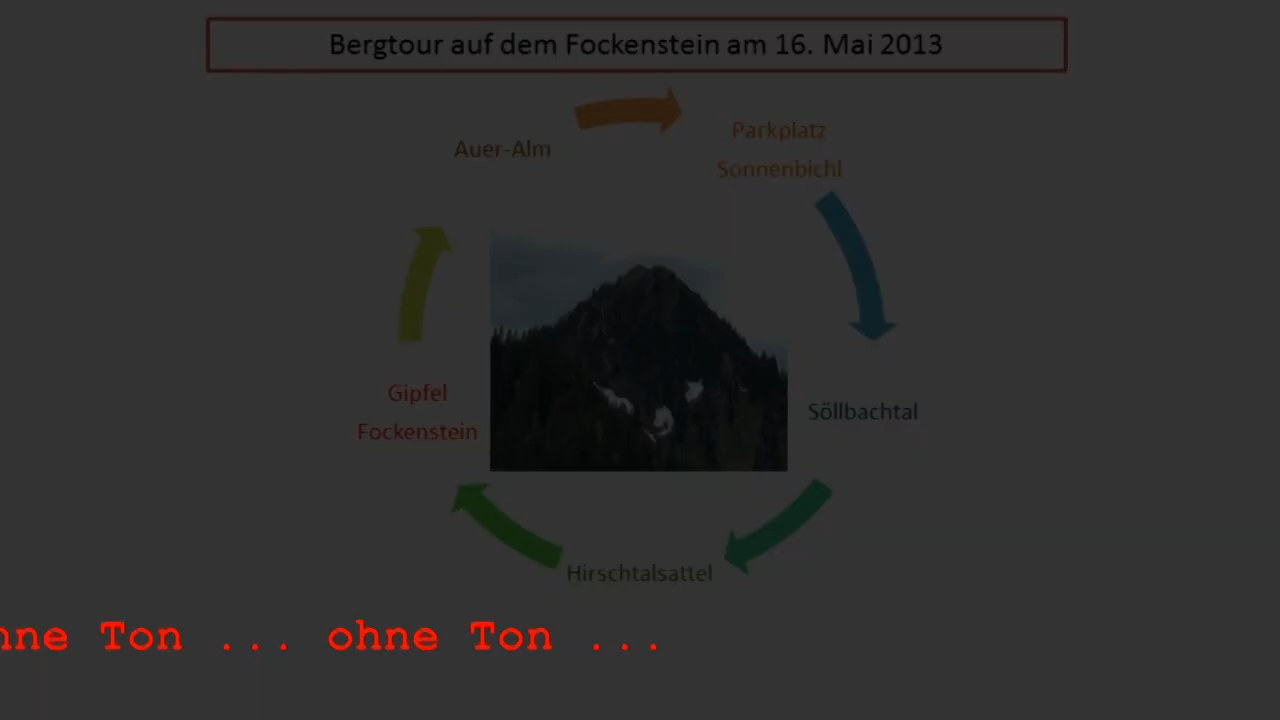 Bergtour auf dem Fockenstein am 16. Mai 2013
Auer-Alm
Parkplatz
Sonnenbichl
Gipfel
Fockenstein
Söllbachtal
Hirschtalsattel
Ton ... ohne Ton ...